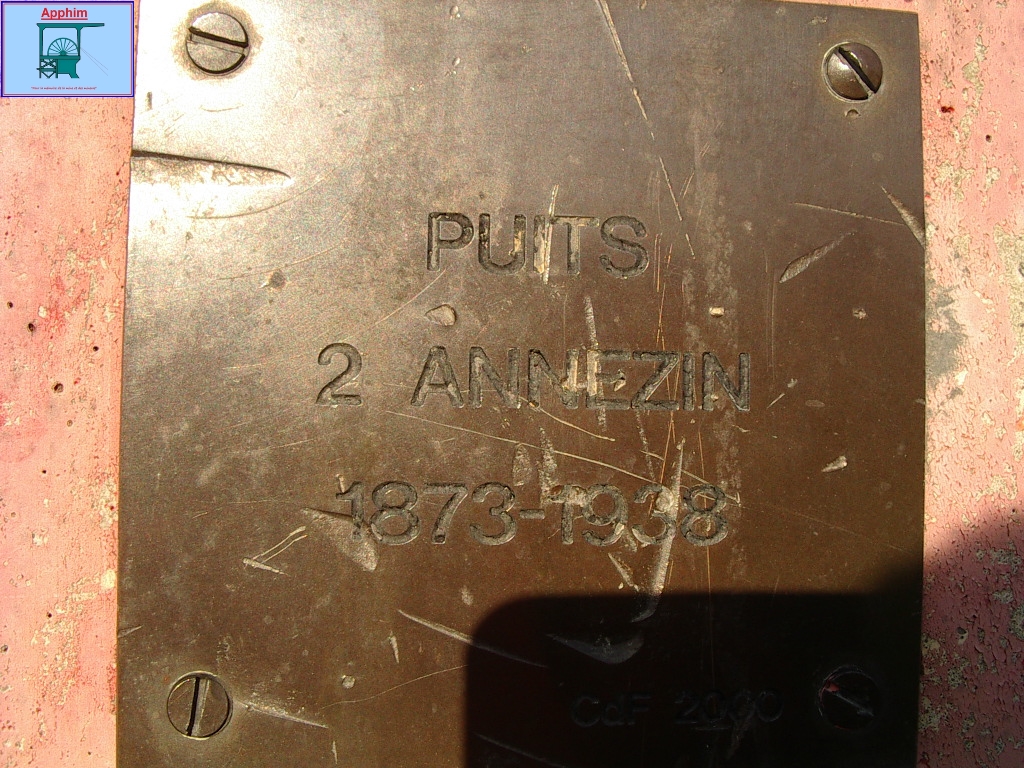 Apphim
PUITS
2 ANNEZIN
1873-1938
CdF 2000